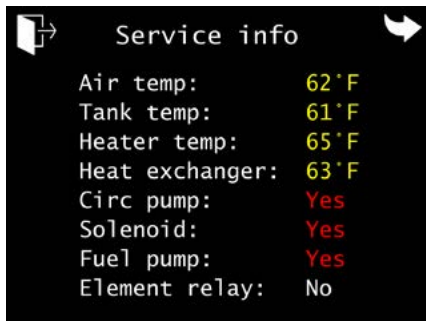 Service info
Air temp: 62°F
Tank temp: 61°F
Heater temp: 65°F
Heat exchanger: 63°F
Circ pump: Yes
Solenoid: Yes
Fuel pump: Yes
Element relay: No